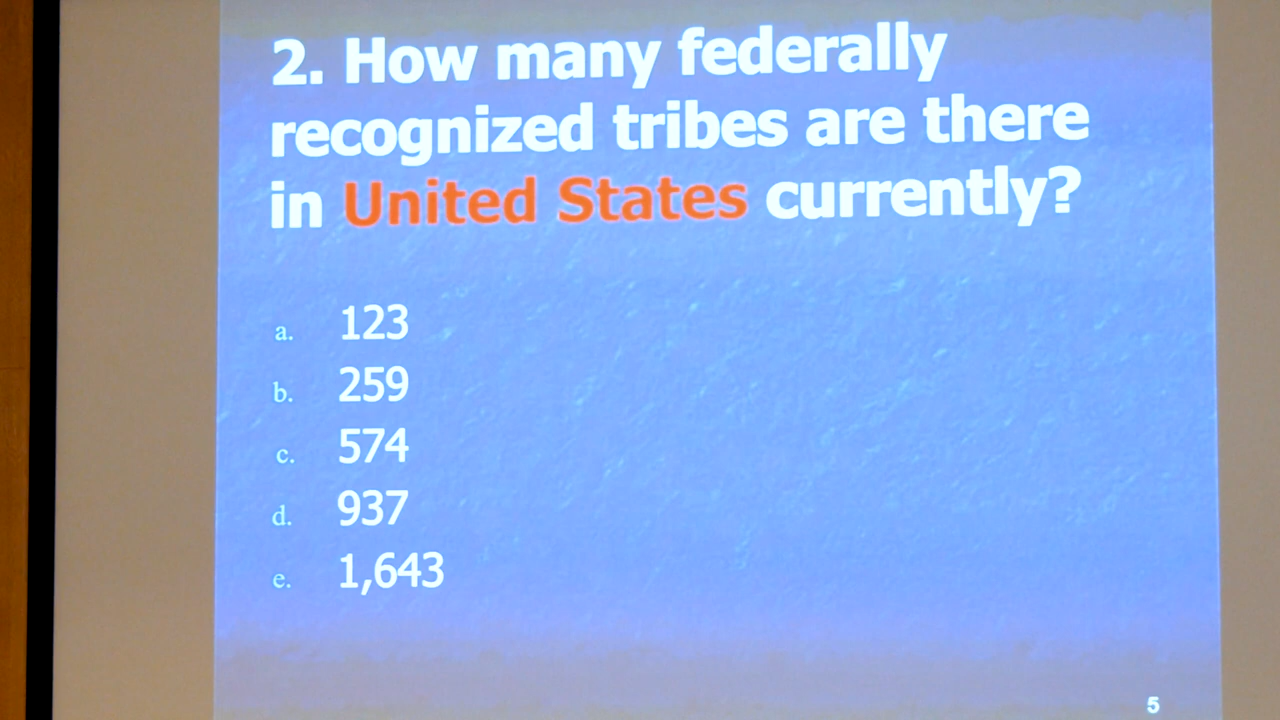 2. How many federally
recognized tribes are there
in United States currently?
a. 123
b. 259
c. 574
d. 937
e. 1,643
5